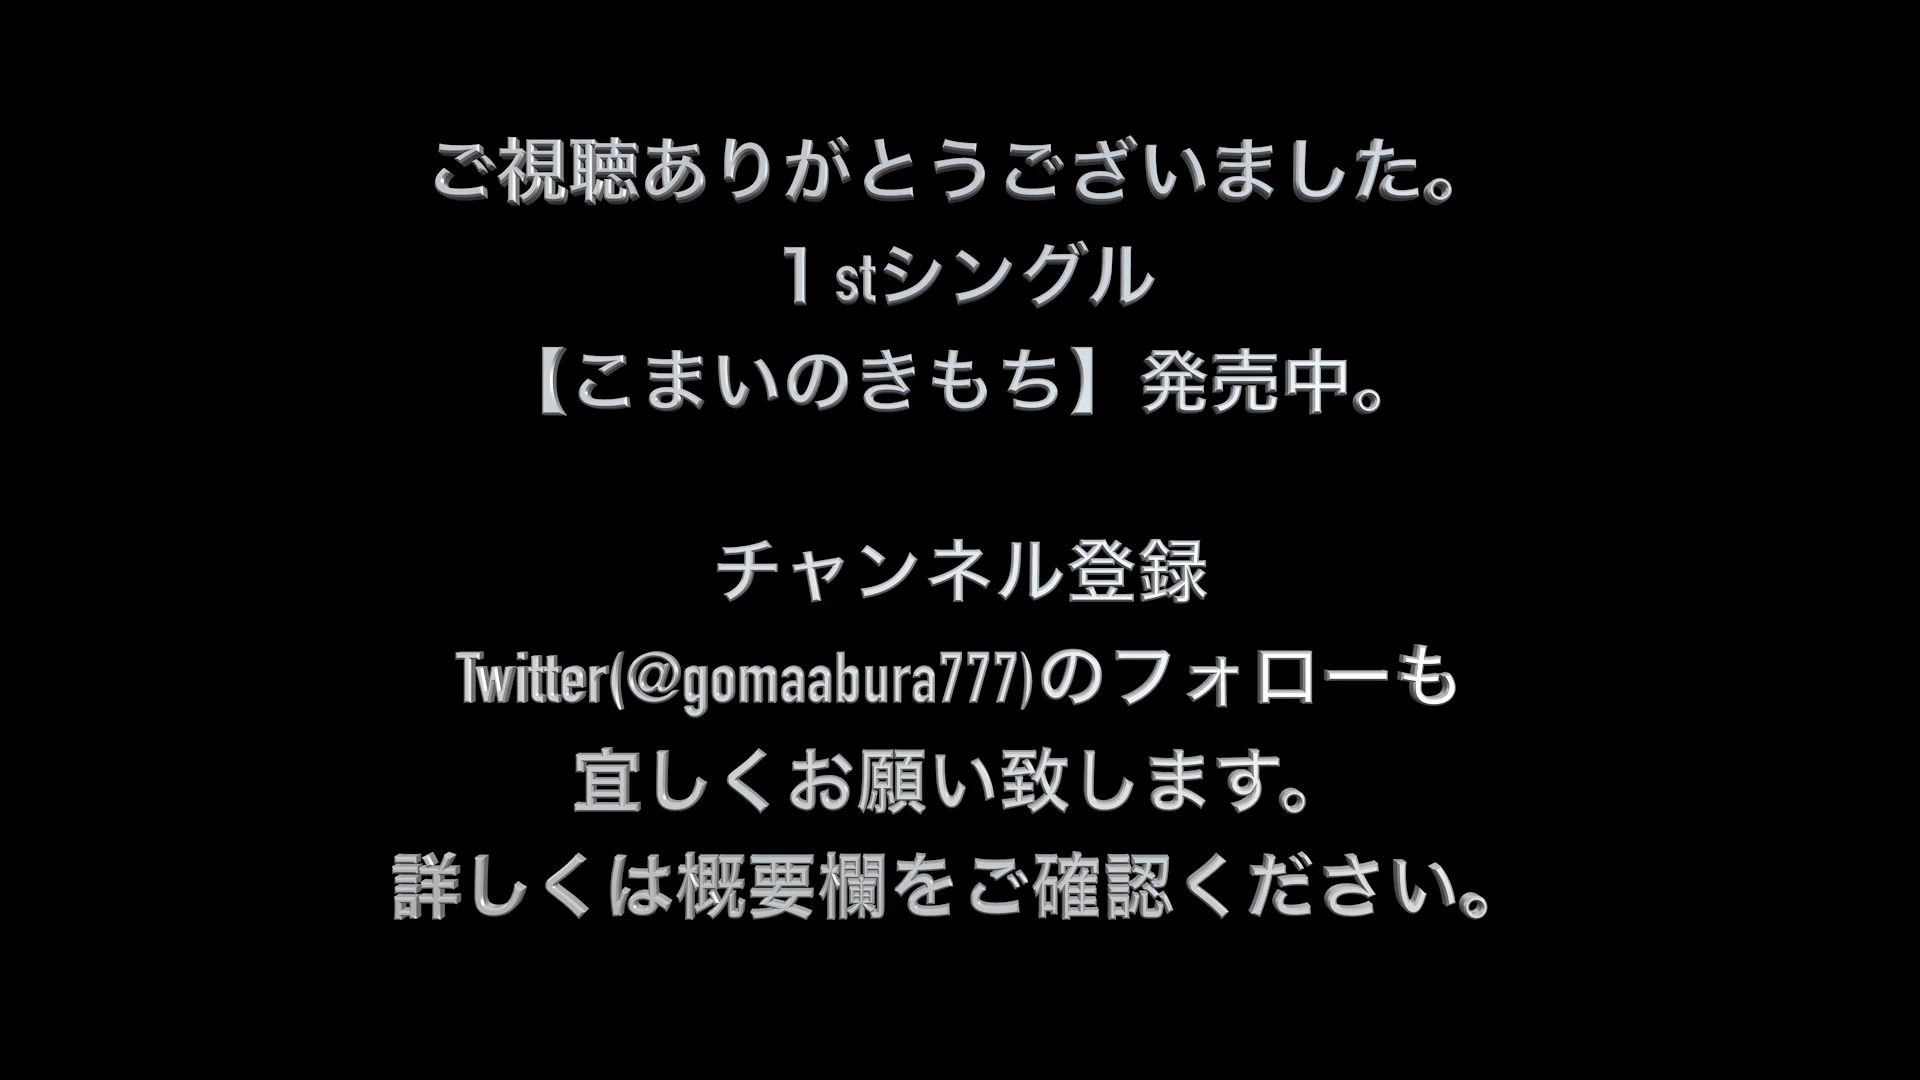 ご視聴ありがとうございました。
１stシングル
【こまいのきもち】発売中。
チャンネル登録
Twitter(@gomaabura777)のフォローも
宜しくお願い致します。
詳しくは概要欄をご確認ください。